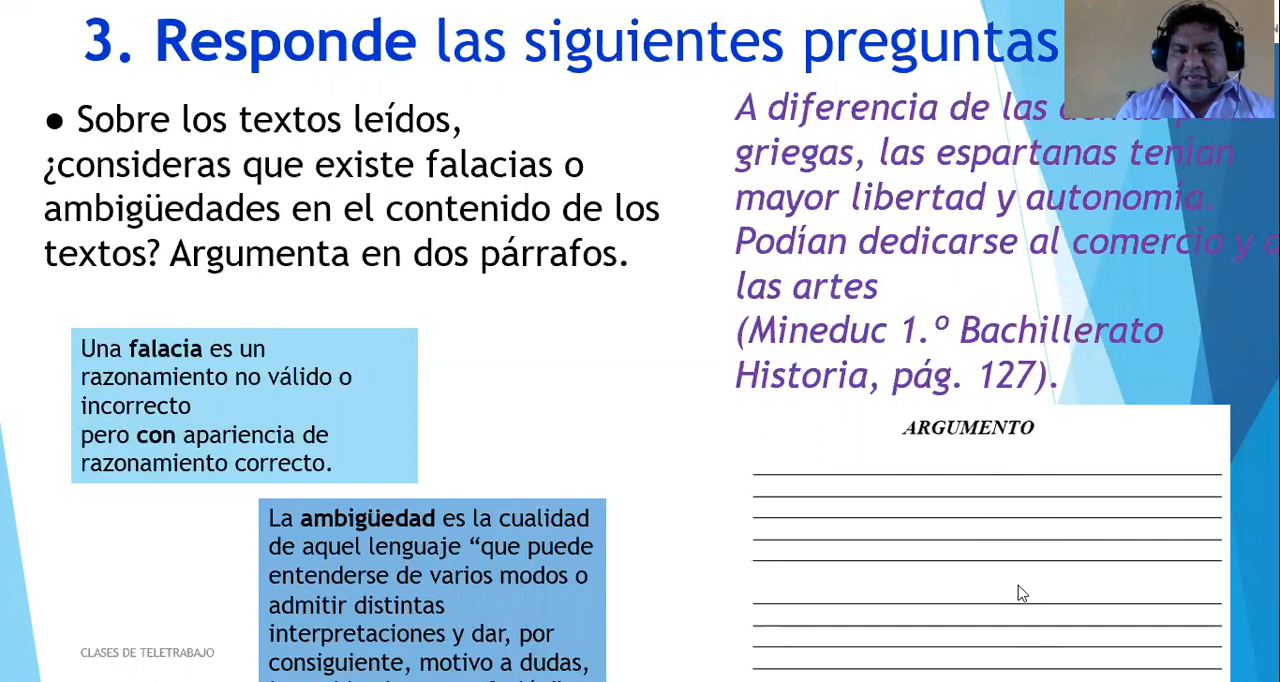 3. Responde las siguientes preguntas
● Sobre los textos leídos,
¿consideras que existe falacias o
ambigüedades en el contenido de los
textos? Argumenta en dos párrafos.
Una falacia es un
razonamiento no válido o
incorrecto
pero con apariencia de
razonamiento correcto.
La ambigüedad es la cualidad
de aquel lenguaje “que puede
entenderse de varios modos o
admitir distintas
interpretaciones y dar, por
consiguiente, motivo a dudas,
CLASES DE TELETRABAJO
A diferencia de las
griegas, las espartanas tenían
mayor libertad y autonomía.
Podían dedicarse al comercio y a
las artes
(Mineduc 1.º Bachillerato
Historia, pág. 127).
ARGUMENTO